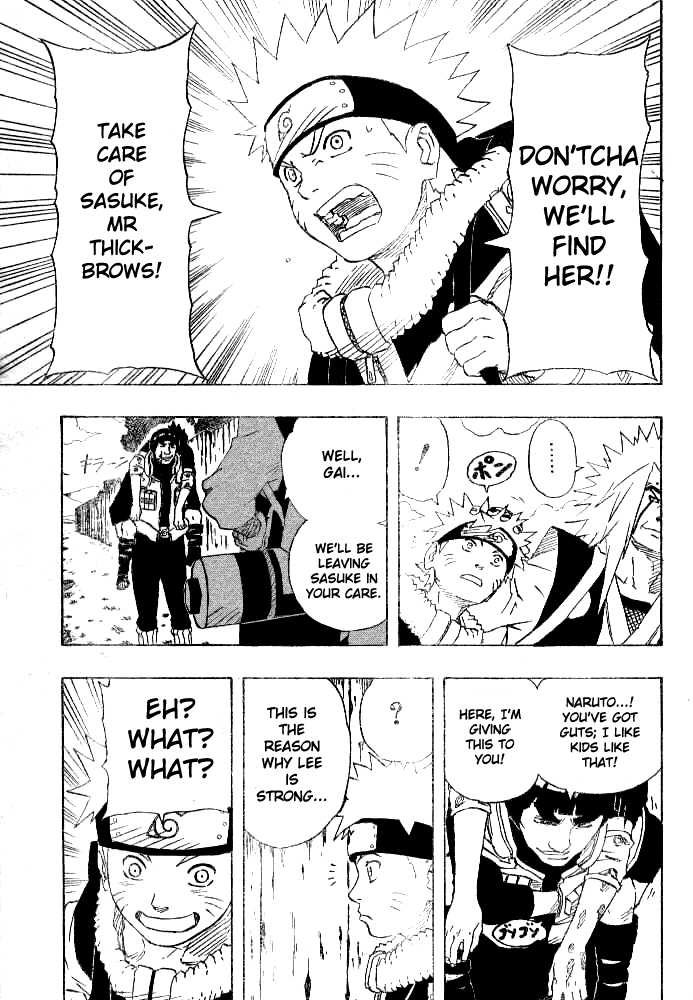 DON'TCHA
WORRY,
WE'LL
FIND
HER!!
TAKE
CARE
OF
SASUKE,
MR
THICK-
BROWS!
.......
!
ポン
WELL,
GAI...
WE'LL BE
LEAVING
SASUKE IN
YOUR CARE.
NARUTO...!
YOU'VE GOT
GUTS; I LIKE
KIDS LIKE
THAT!
HERE, I'M
GIVING
THIS TO
YOU!
?
THIS IS
THE
REASON
WHY LEE
IS
STRONG...
EH?
WHAT?
WHAT?